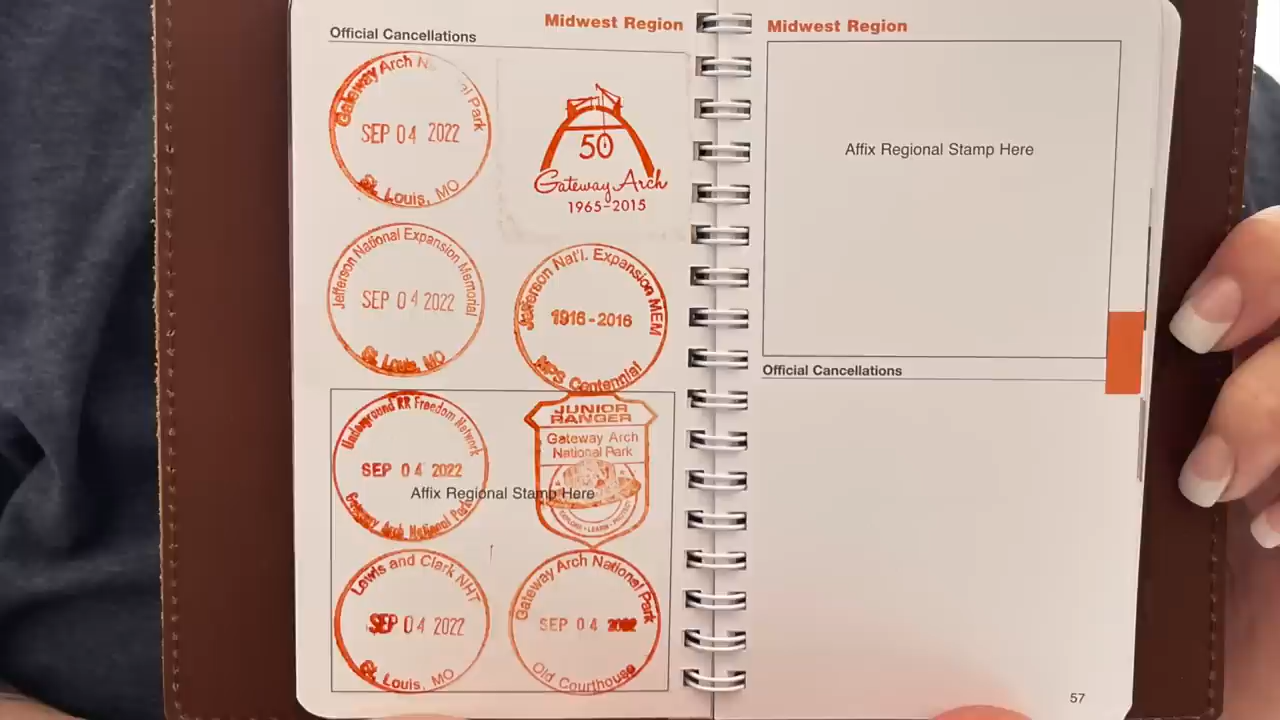 Midwest Region
Official Cancellations
Gateway Arch N al Park
SEP 04 2022
St. Louis, MO
50
Gateway Arch
1965-2015
Jefferson National Expansion Memorial
SEP 04 2022
St. Louis, MO
Jefferson Nat'l. Expansion MEM
1916-2016
NPS Centennial
Underground RR Freedom Network
SEP 04 2022
Gateway Arch National Park
JUNIOR
RANGER
Gateway Arch
National Park
EXPLORE • LEARN • PROTECT
Affix Regional Stamp Here
Lewis and Clark NHT
SEP 04 2022
St. Louis, MO
Gateway Arch National Park
SEP 04 2022
Old Courthouse
Midwest Region
Affix Regional Stamp Here
Official Cancellations
57